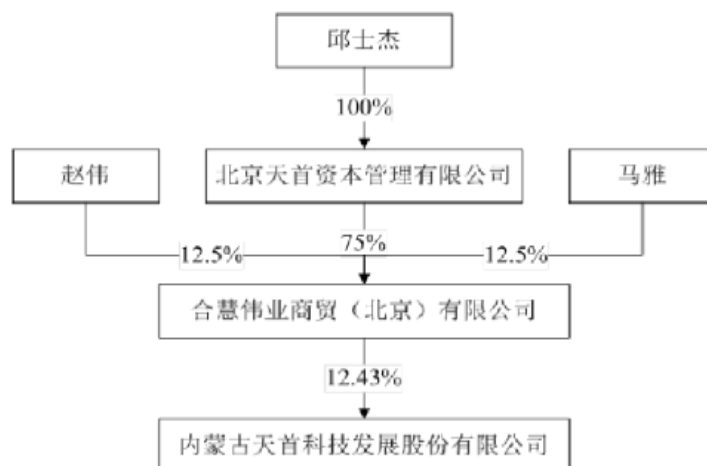 邱士杰
100%
赵伟
北京天首资本管理有限公司
马雅
12.5%
75%
12.5%
合慧伟业商贸（北京）有限公司
12.43%
内蒙古天首科技发展股份有限公司